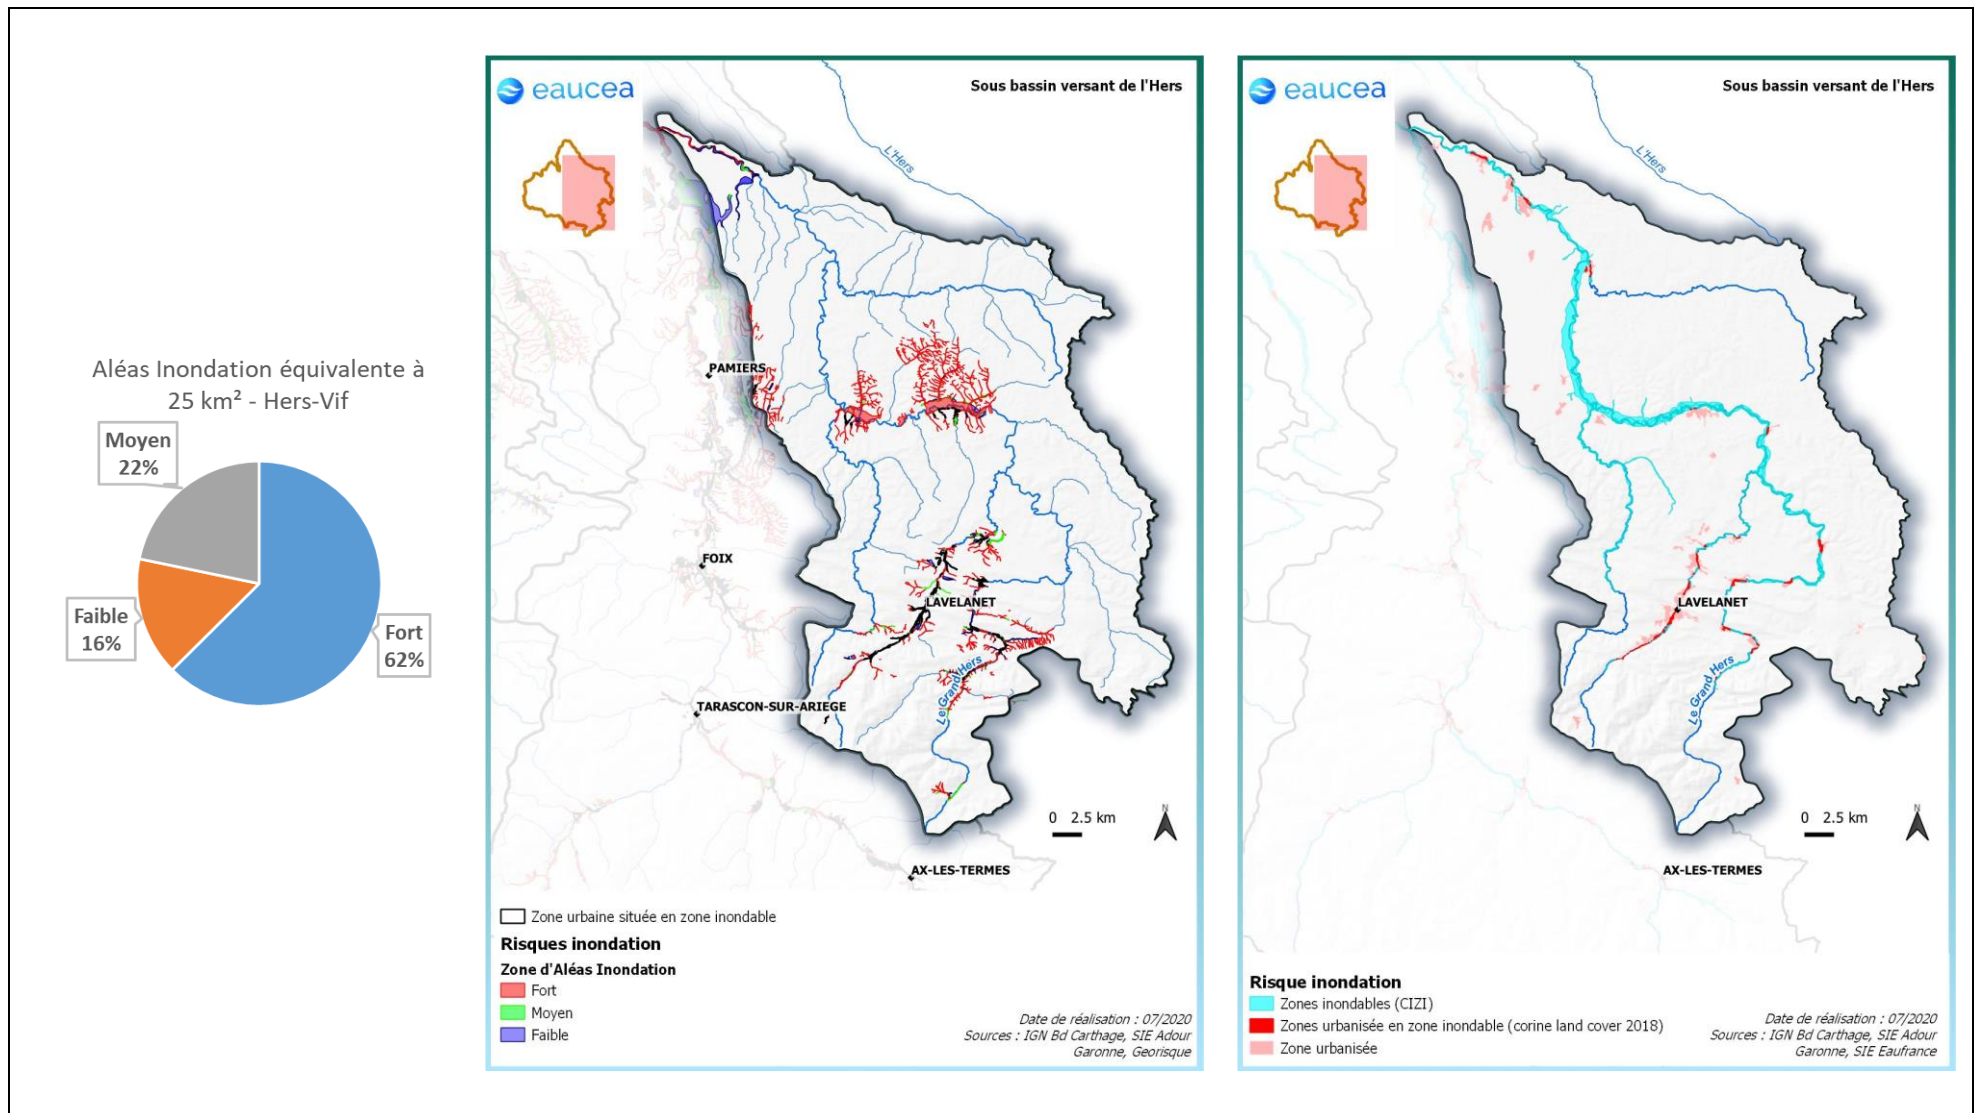 Aléas Inondation équivalente à
25 km² - Hers-Vif
Moyen
22%
Faible
16%
Fort
62%
eaucea
Sous bassin versant de l'Hers
L'Hers
PAMIERS
FOIX
LAVELANET
Le Grand Hers
TARASCON-SUR-ARIEGE
0 2.5 km
N
AX-LES-TERMES
Zone urbaine située en zone inondable
Risques inondation
Zone d'Aléas Inondation
Fort
Moyen
Faible
Date de réalisation : 07/2020
Sources : IGN Bd Carthage, SIE Adour
Garonne, Georisque
eaucea
Sous bassin versant de l'Hers
L'Hers
LAVELANET
Le Grand Hers
0 2.5 km
N
AX-LES-TERMES
Risque inondation
Zones inondables (CIZI)
Zones urbanisée en zone inondable (corine land cover 2018)
Zone urbanisée
Date de réalisation : 07/2020
Sources : IGN Bd Carthage, SIE Adour
Garonne, SIE Eaufrance